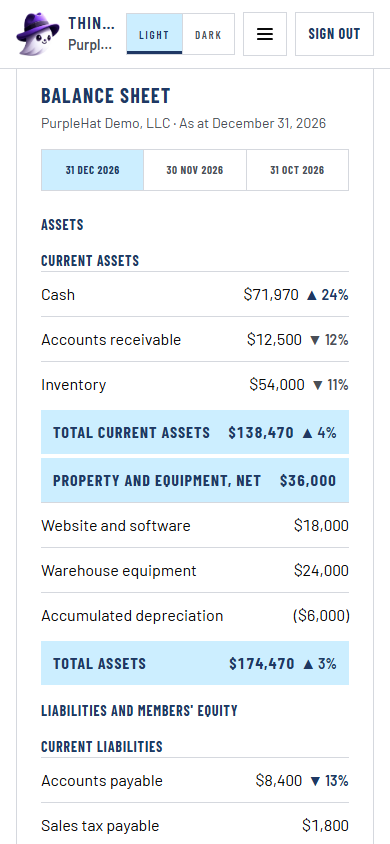 THIN...
Purpl...
LIGHT
DARK
SIGN OUT
BALANCE SHEET
PurpleHat Demo, LLC · As at December 31, 2026
31 DEC 2026
30 NOV 2026
31 OCT 2026
ASSETS
CURRENT ASSETS
Cash $71,970 ▲ 24%
Accounts receivable $12,500 ▼ 12%
Inventory $54,000 ▼ 11%
TOTAL CURRENT ASSETS $138,470 ▲ 4%
PROPERTY AND EQUIPMENT, NET $36,000
Website and software $18,000
Warehouse equipment $24,000
Accumulated depreciation ($6,000)
TOTAL ASSETS $174,470 ▲ 3%
LIABILITIES AND MEMBERS' EQUITY
CURRENT LIABILITIES
Accounts payable $8,400 ▼ 13%
Sales tax payable $1,800